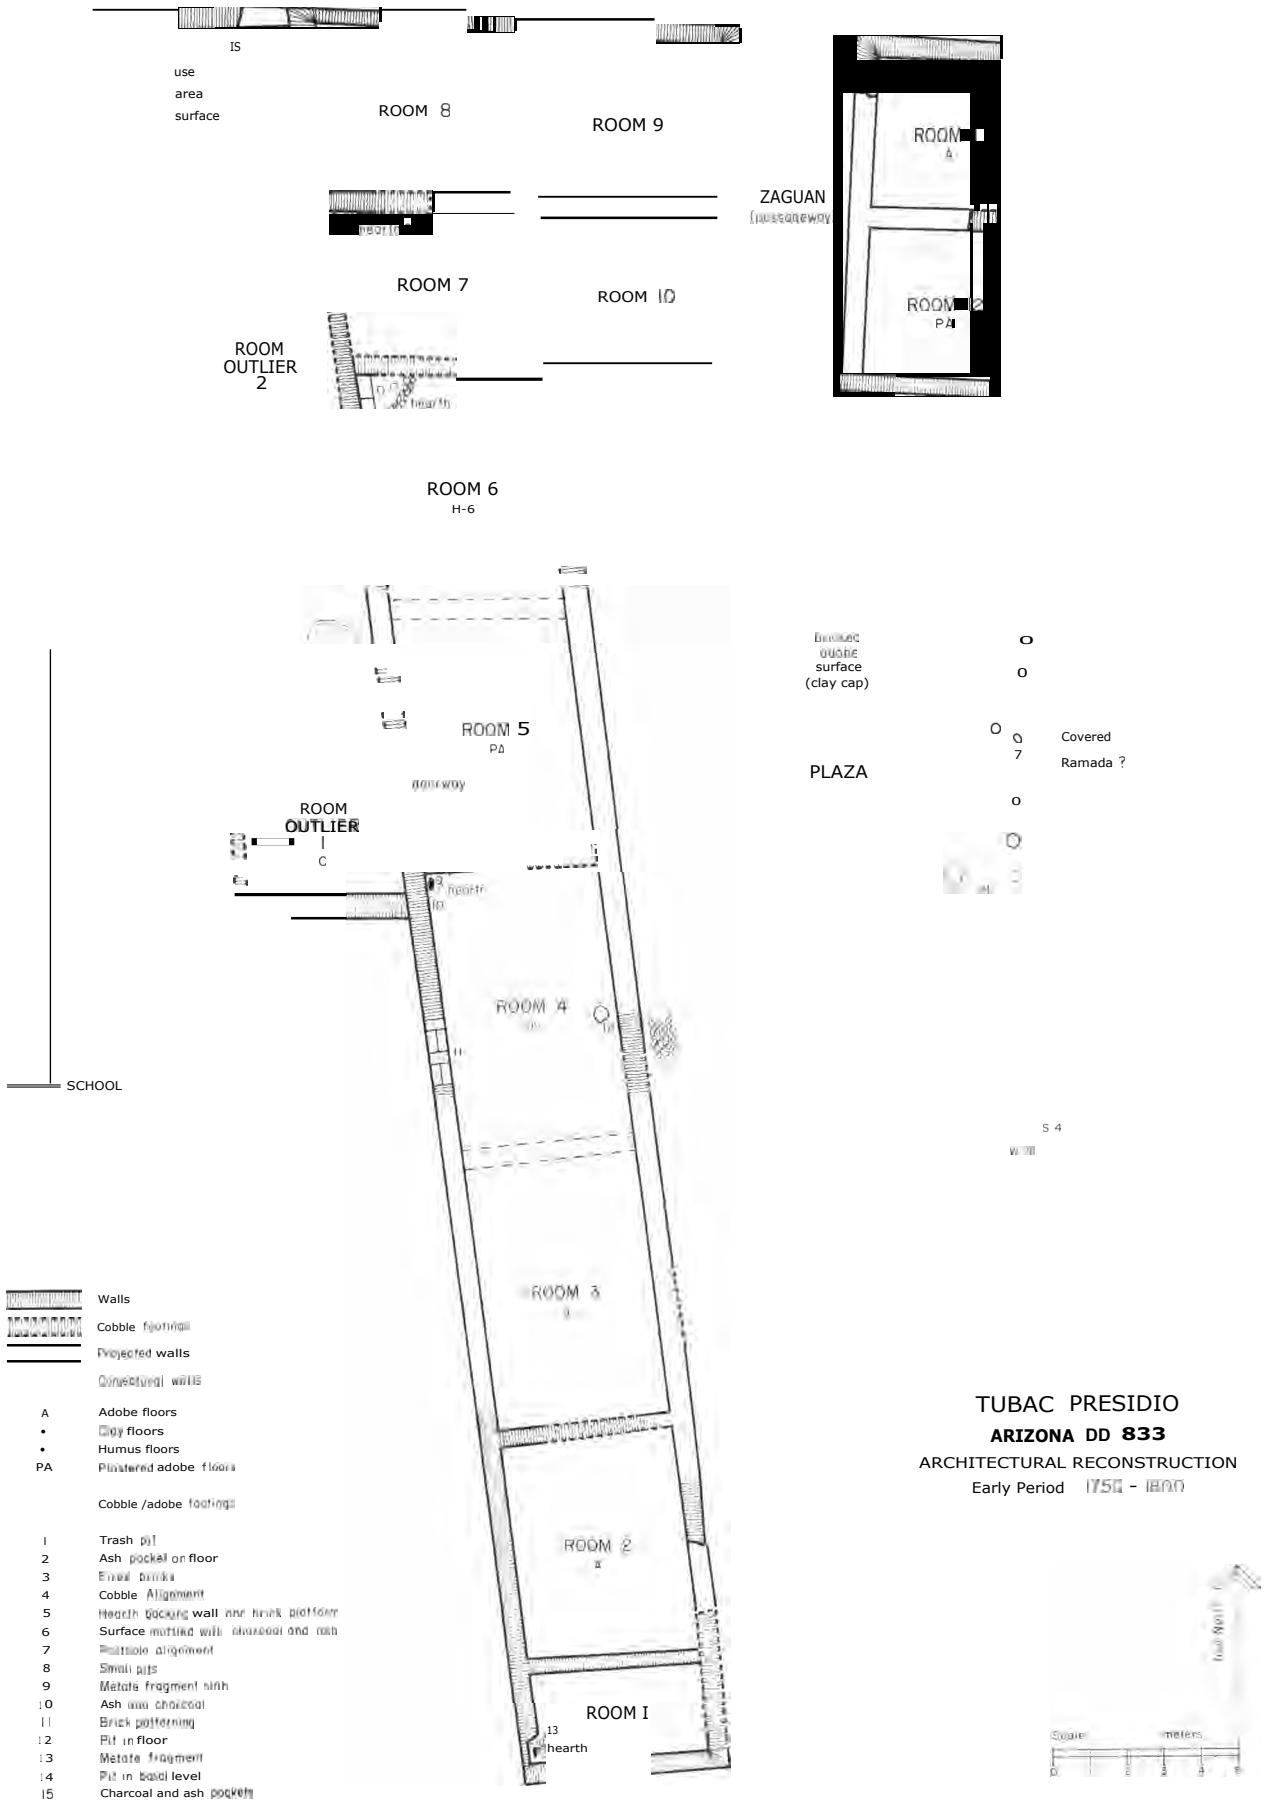 IS
use
area
surface
ROOM 8
ROOM 9
ROOM
A
ZAGUAN
hearth
ROOM 7
ROOM 10
ROOM
PA
ROOM
OUTLIER
2
hearth
ROOM 6
H-6
surface
(clay cap)
ROOM 5
PA
doorway
PLAZA
7
Covered
Ramada ?
ROOM
OUTLIER
I
C
hearth
ROOM 4
SCHOOL
S 4
ROOM 3
Walls
Cobble footings
Projected walls
Conjectural walls
A Adobe floors
• Clay floors
• Humus floors
PA Plastered adobe floors
Cobble /adobe footings
TUBAC PRESIDIO
ARIZONA DD 833
ARCHITECTURAL RECONSTRUCTION
Early Period
ROOM 2
I Trash pit
2 Ash pocket on floor
3 Fired bricks
4 Cobble Alignment
5 Hearth backing wall and brick platform
6 Surface mottled with charcoal and ash
7 Posthole alignment
8 Small pits
9 Metate fragment
10 Ash and charcoal
11 Brick patterning
12 Pit in floor
13 Metate fragment
14 Pit in basal level
15 Charcoal and ash pockets
ROOM I
13
hearth
Scale meters